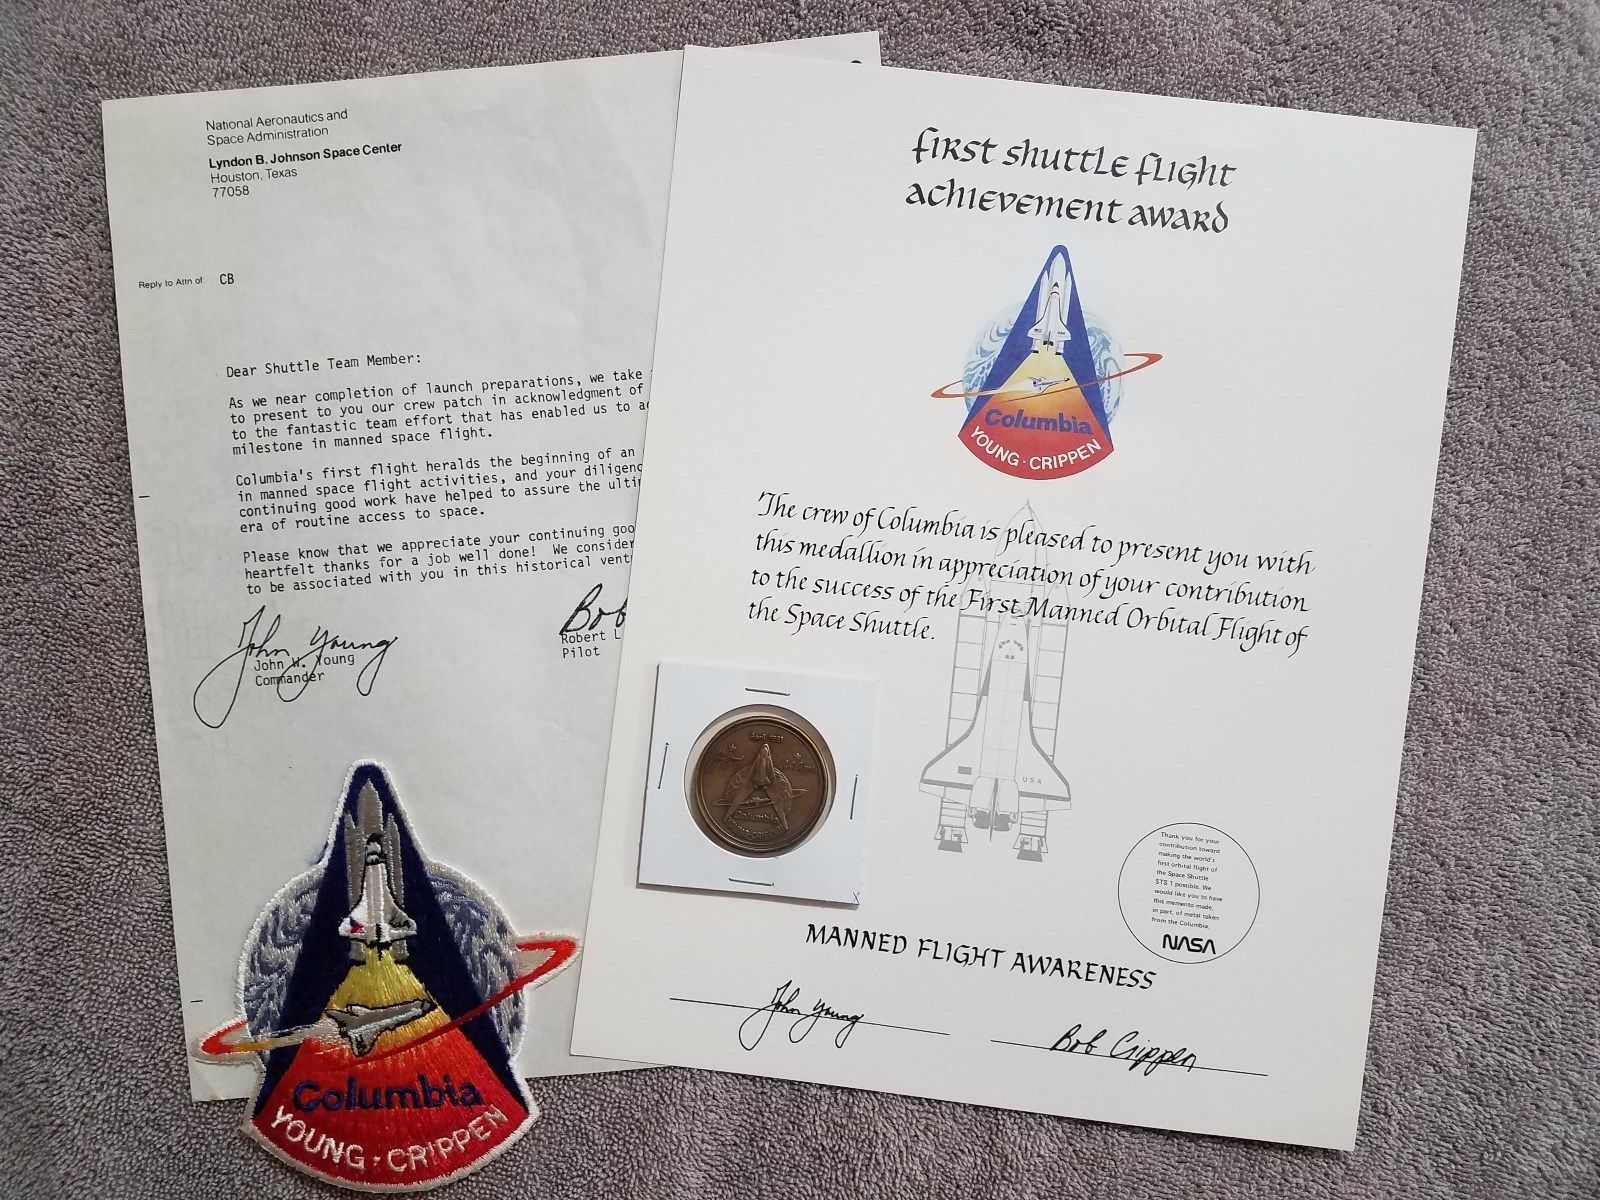 National Aeronautics and
Space Administration
Lyndon B. Johnson Space Center
Houston, Texas
77058
Reply to Attn of: CB
Dear Shuttle Team Member:
As we near completion of launch preparations, we take
to present to you our crew patch in acknowledgment of
to the fantastic team effort that has enabled us to
milestone in manned space flight.
Columbia's first flight heralds the beginning of an
in manned space flight activities, and your
continuing good work have helped to assure the
era of routine access to space.
Please know that we appreciate your continuing
heartfelt thanks for a job well done! We consider
to be associated with you in this historical
John Young
John W. Young
Commander
Bob
Robert L
Pilot
Columbia
YOUNG · CRIPPEN
first shuttle flight
achievement award
Columbia
YOUNG · CRIPPEN
The crew of Columbia is pleased to present you with
this medallion in appreciation of your contribution
to the success of the First Manned Orbital Flight of
the Space Shuttle.
USA
april 1981
Columbia
YOUNG·CRIPPEN
Thank you for your
contribution toward
making the world's
first orbital flight of
the Space Shuttle
STS 1 possible. We
would like you to have
this memento made,
in part, of metal taken
from the Columbia.
NASA
MANNED FLIGHT AWARENESS
John Young
Bob Crippen